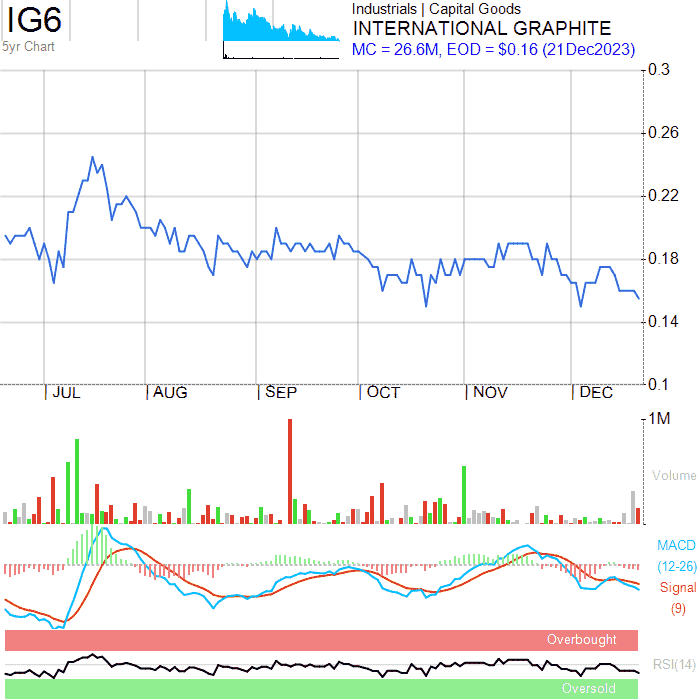 IG6
5yr Chart
Industrials | Capital Goods
INTERNATIONAL GRAPHITE
MC = 26.6M, EOD = $0.16 (21Dec2023)
0.3
0.26
0.22
0.18
0.14
0.1
| JUL | AUG | SEP | OCT | NOV | DEC
1M
Volume
MACD
(12-26)
Signal
(9)
Overbought
RSI(14)
Oversold